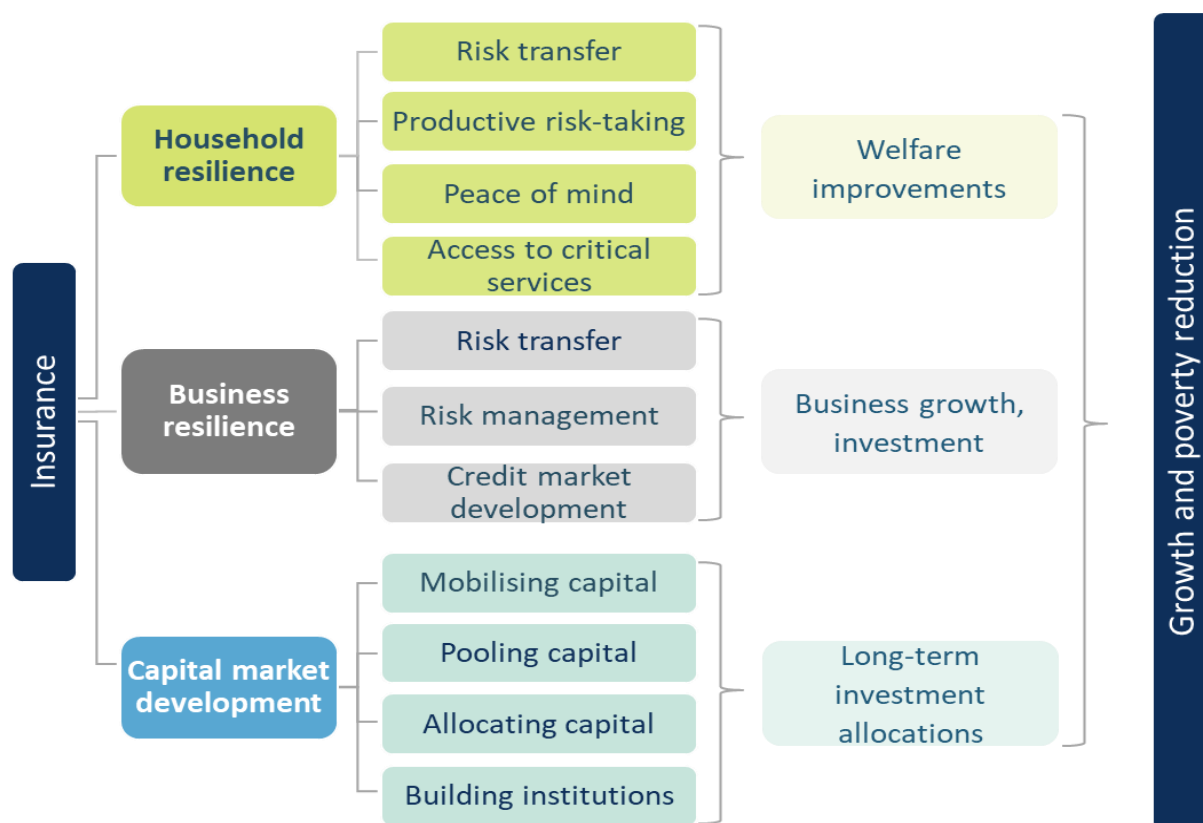 Insurance
Household
resilience
Risk transfer
Productive risk-taking
Peace of mind
Access to critical
services
Welfare
improvements
Business
resilience
Risk transfer
Risk management
Credit market
development
Business growth,
investment
Capital market
development
Mobilising capital
Pooling capital
Allocating capital
Building institutions
Long-term
investment
allocations
Growth and poverty reduction